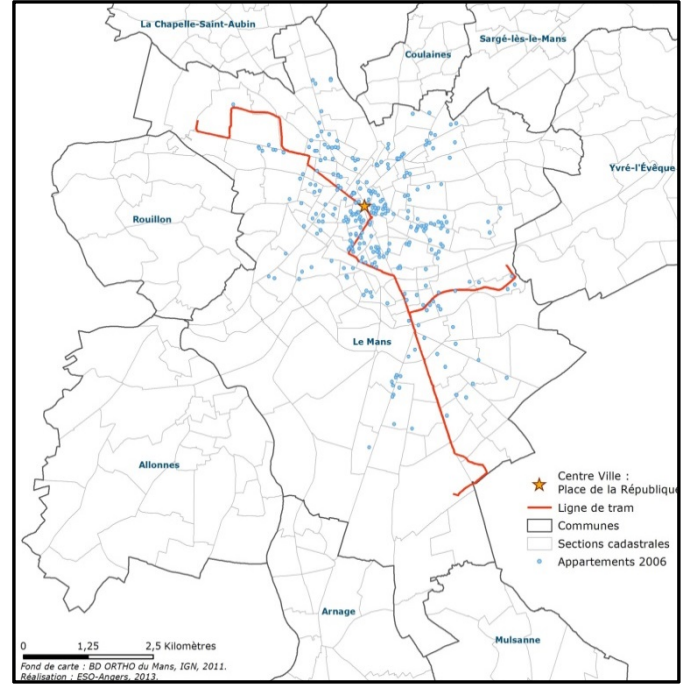 La Chapelle-Saint-Aubin
Sargé-lès-le-Mans
Coulaines
Yvré-l'Évêque
Rouillon
Le Mans
Allonnes
Centre Ville :
Place de la République
Ligne de tram
Communes
Sections cadastrales
Appartements 2006
Arnage
Mulsanne
0 1,25 2,5 Kilomètres
Fond de carte : BD ORTHO du Mans, IGN, 2011.
Réalisation : ESO-Angers, 2013.